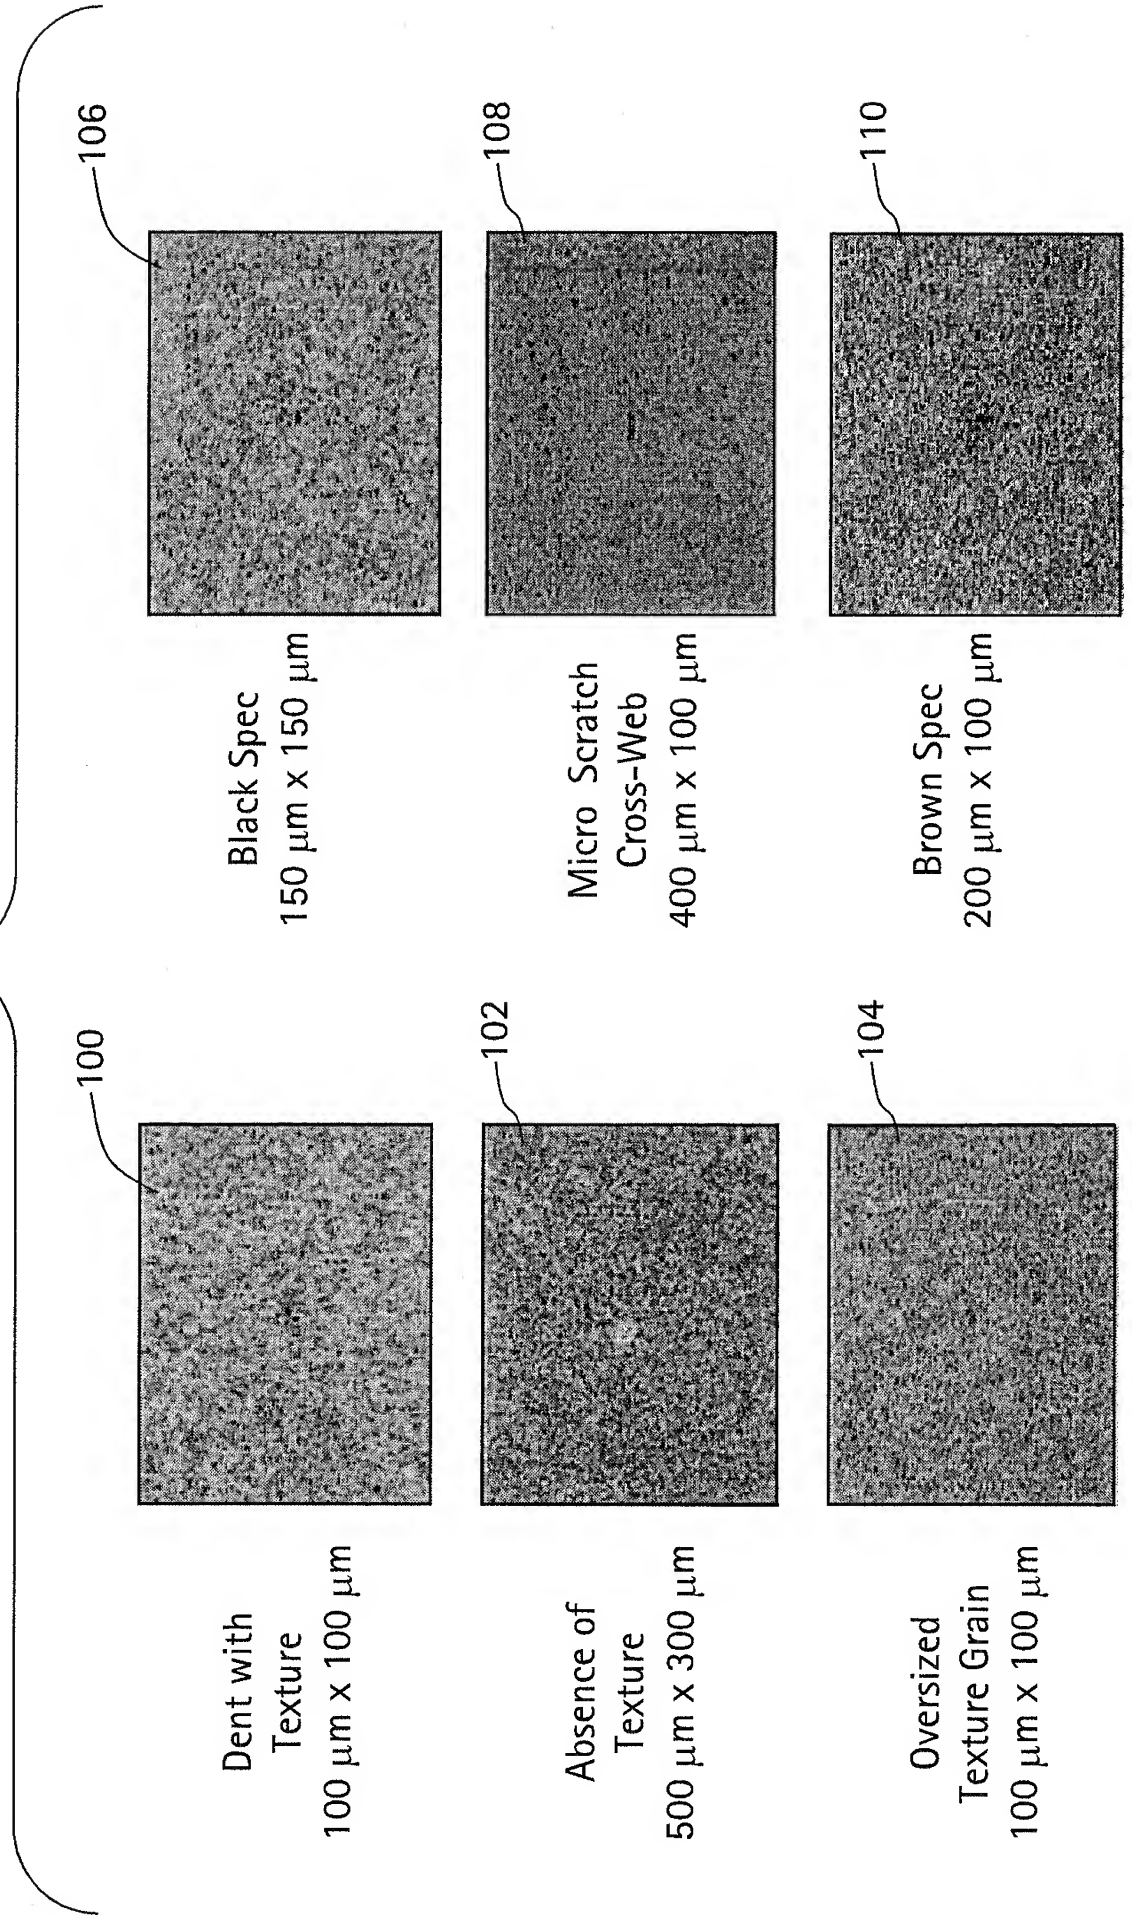 Dent with
Texture
100 µm x 100 µm
100
Absence of
Texture
500 µm x 300 µm
102
Oversized
Texture Grain
100 µm x 100 µm
104
Black Spec
150 µm x 150 µm
106
Micro Scratch
Cross-Web
400 µm x 100 µm
108
Brown Spec
200 µm x 100 µm
110